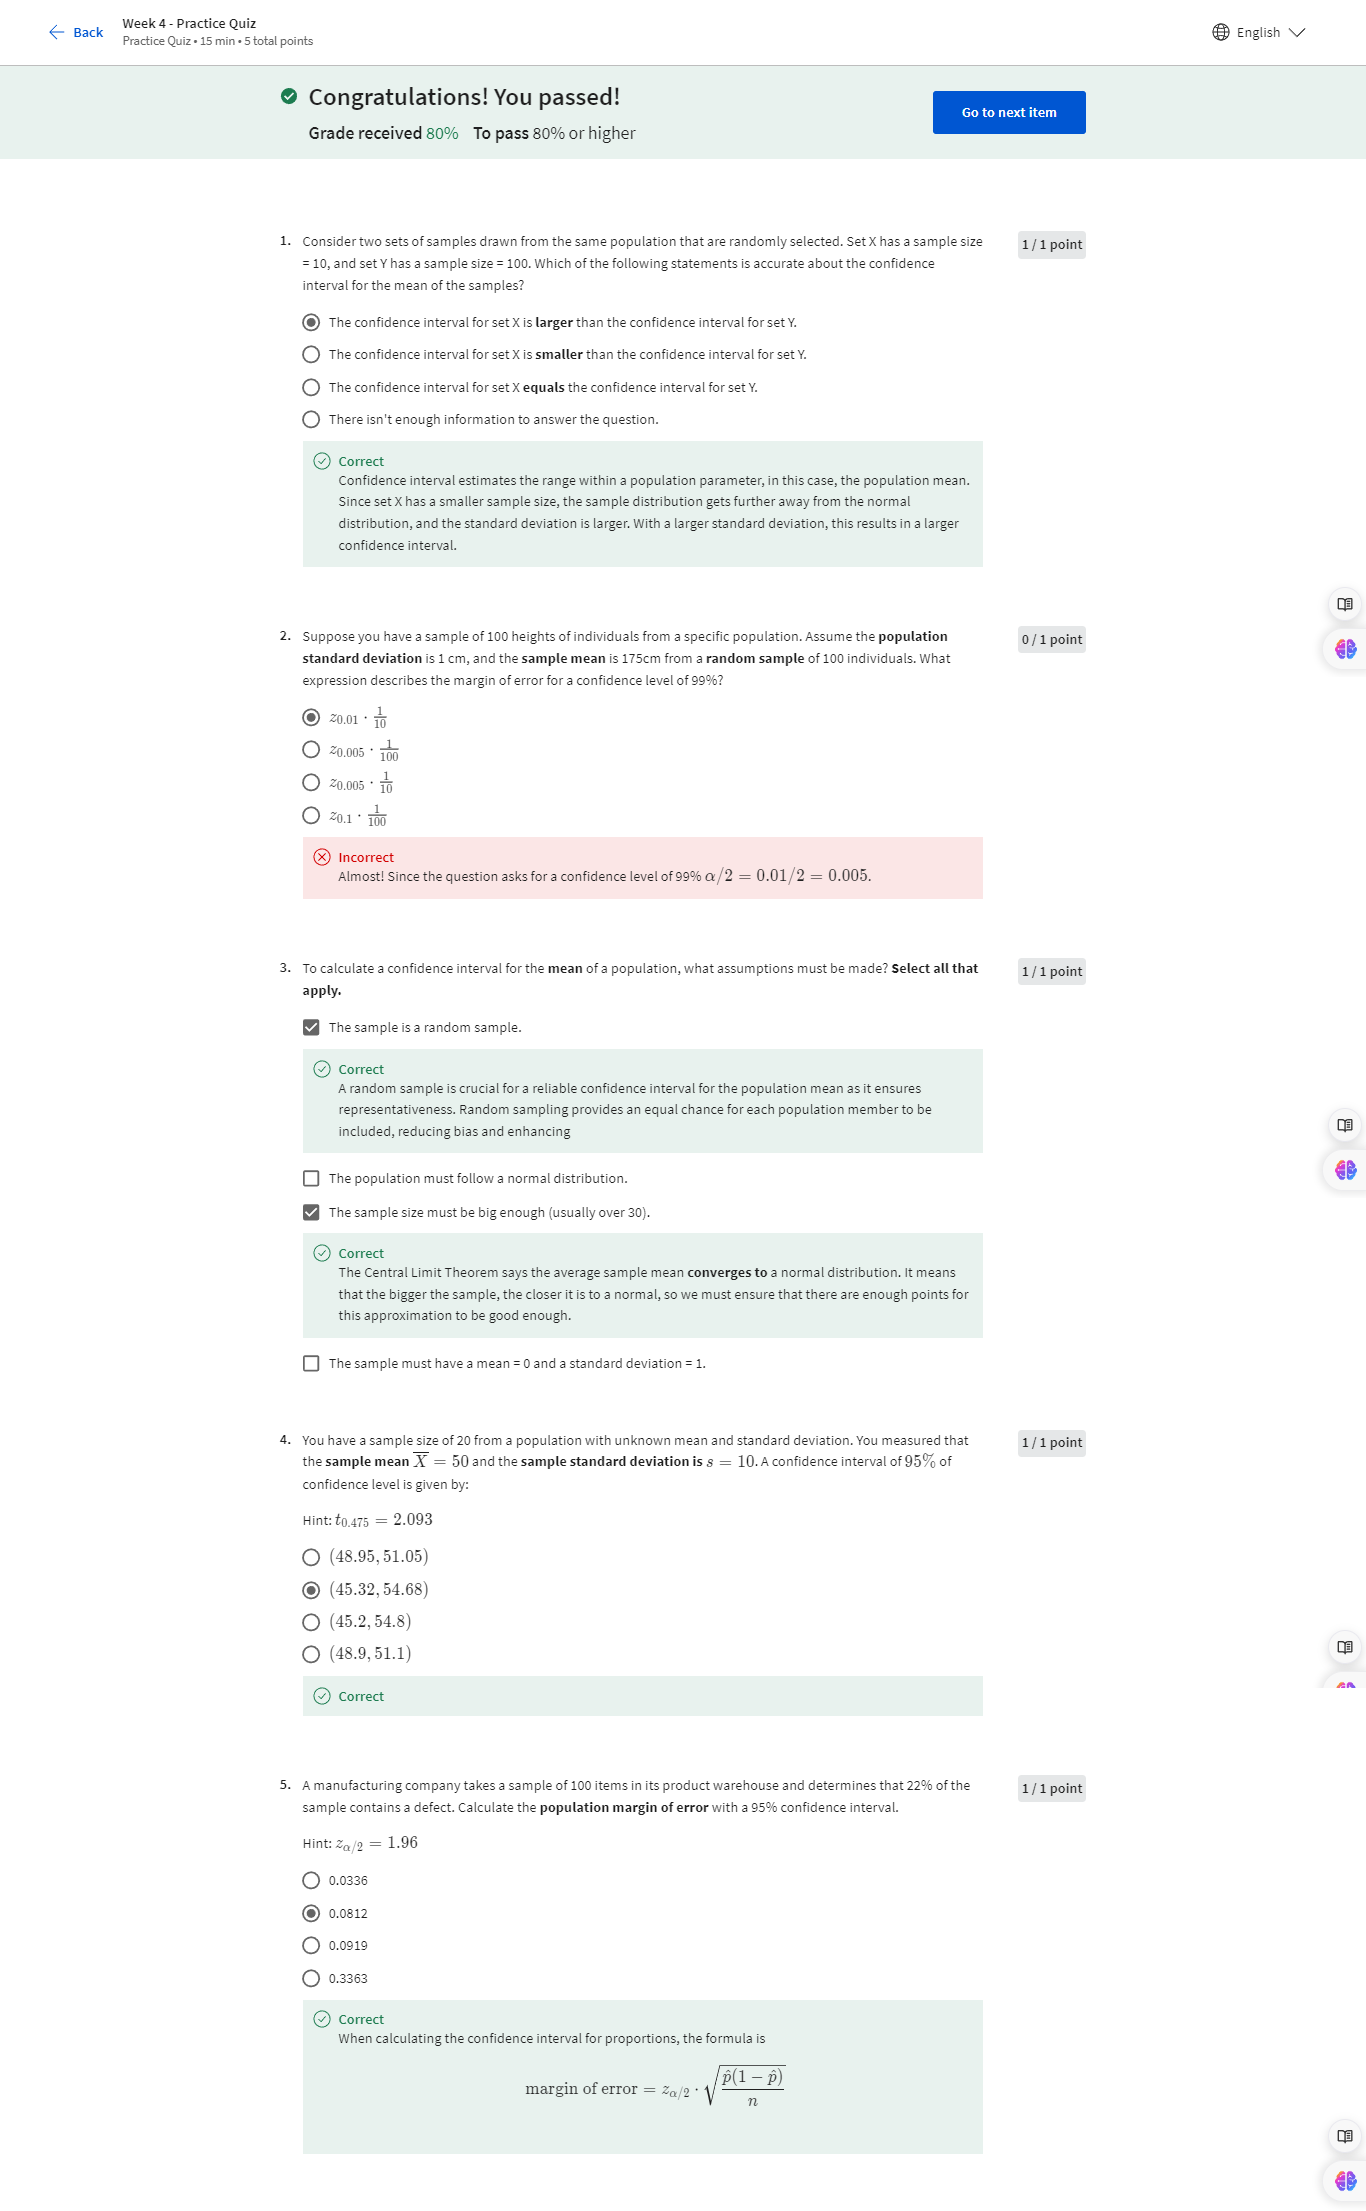 Back
Week 4 - Practice Quiz
Practice Quiz • 15 min • 5 total points
English
Congratulations! You passed!
Grade received 80% To pass 80% or higher
Go to next item
1. Consider two sets of samples drawn from the same population that are randomly selected. Set X has a sample size
= 10, and set Y has a sample size = 100. Which of the following statements is accurate about the confidence
interval for the mean of the samples?
1 / 1 point
The confidence interval for set X is larger than the confidence interval for set Y.
The confidence interval for set X is smaller than the confidence interval for set Y.
The confidence interval for set X equals the confidence interval for set Y.
There isn't enough information to answer the question.
Correct
Confidence interval estimates the range within a population parameter, in this case, the population mean.
Since set X has a smaller sample size, the sample distribution gets further away from the normal
distribution, and the standard deviation is larger. With a larger standard deviation, this results in a larger
confidence interval.
2. Suppose you have a sample of 100 heights of individuals from a specific population. Assume the population
standard deviation is 1 cm, and the sample mean is 175cm from a random sample of 100 individuals. What
expression describes the margin of error for a confidence level of 99%?
0 / 1 point
z_{0.01} · \frac{1}{10}
z_{0.005} · \frac{1}{100}
z_{0.005} · \frac{1}{10}
z_{0.1} · \frac{1}{100}
Incorrect
Almost! Since the question asks for a confidence level of 99% α/2 = 0.01/2 = 0.005.
3. To calculate a confidence interval for the mean of a population, what assumptions must be made? Select all that
apply.
1 / 1 point
The sample is a random sample.
Correct
A random sample is crucial for a reliable confidence interval for the population mean as it ensures
representativeness. Random sampling provides an equal chance for each population member to be
included, reducing bias and enhancing
The population must follow a normal distribution.
The sample size must be big enough (usually over 30).
Correct
The Central Limit Theorem says the average sample mean converges to a normal distribution. It means
that the bigger the sample, the closer it is to a normal, so we must ensure that there are enough points for
this approximation to be good enough.
The sample must have a mean = 0 and a standard deviation = 1.
4. You have a sample size of 20 from a population with unknown mean and standard deviation. You measured that
the sample mean \overline{X} = 50 and the sample standard deviation is s = 10. A confidence interval of 95% of
confidence level is given by:
1 / 1 point
Hint: t_{0.475} = 2.093
(48.95, 51.05)
(45.32, 54.68)
(45.2, 54.8)
(48.9, 51.1)
Correct
5. A manufacturing company takes a sample of 100 items in its product warehouse and determines that 22% of the
sample contains a defect. Calculate the population margin of error with a 95% confidence interval.
1 / 1 point
Hint: z_{α/2} = 1.96
0.0336
0.0812
0.0919
0.3363
Correct
When calculating the confidence interval for proportions, the formula is
margin of error = z_{α/2} · \sqrt{\frac{\hat{p}(1 − \hat{p})}{n}}